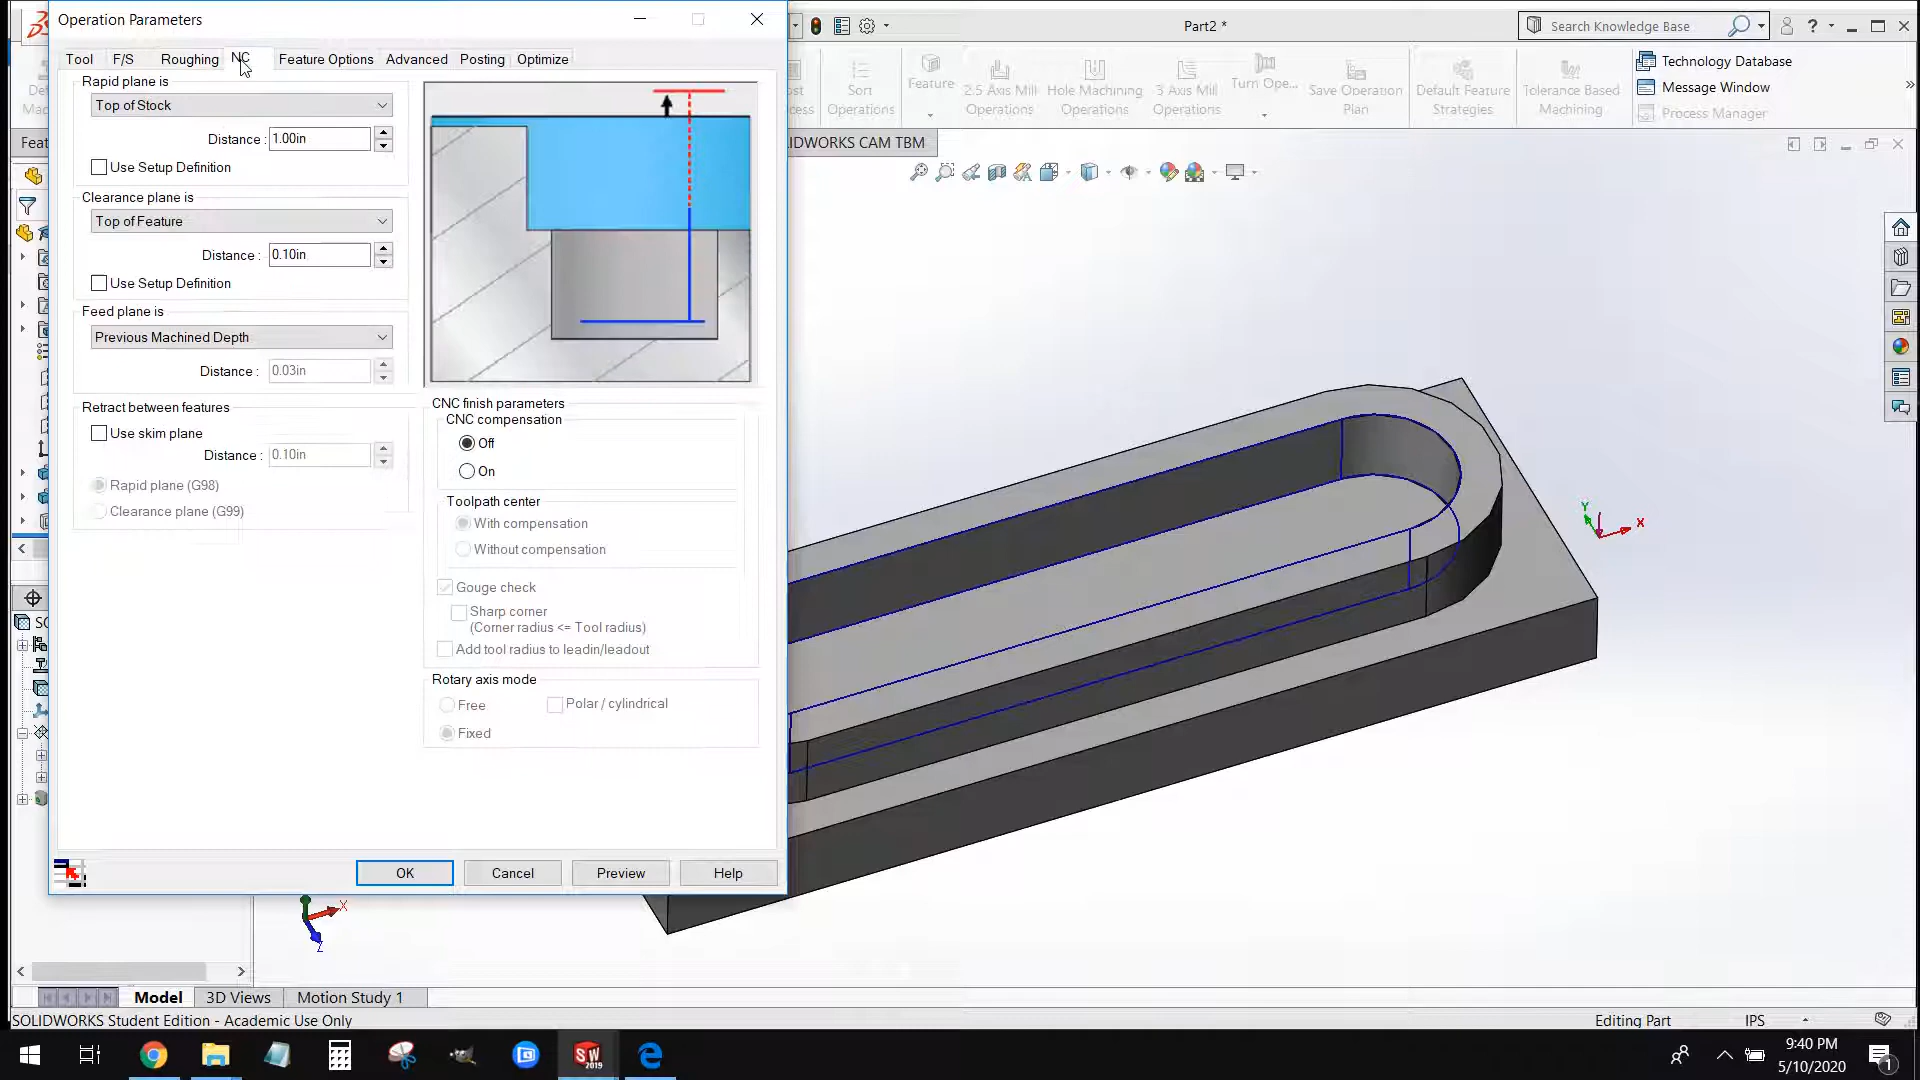 Operation Parameters
Part2 *
Search Knowledge Base
Tool
F/S
Roughing
NC
Feature Options
Advanced
Posting
Optimize
Sort Operations
Feature
2.5 Axis Mill Operations
Hole Machining Operations
3 Axis Mill Operations
Turn Ope...
Save Operation Plan
Default Feature Strategies
Tolerance Based Machining
Technology Database
Message Window
Process Manager
Feat
IDWORKS CAM TBM
Rapid plane is
Top of Stock
Distance : 1.00in
Use Setup Definition
Clearance plane is
Top of Feature
Distance : 0.10in
Use Setup Definition
Feed plane is
Previous Machined Depth
Distance : 0.03in
Retract between features
Use skim plane
Distance : 0.10in
Rapid plane (G98)
Clearance plane (G99)
CNC finish parameters
CNC compensation
Off
On
Toolpath center
With compensation
Without compensation
Gouge check
Sharp corner
(Corner radius <= Tool radius)
Add tool radius to leadin/leadout
Rotary axis mode
Free
Polar / cylindrical
Fixed
OK
Cancel
Preview
Help
Y
X
X
Z
Model
3D Views
Motion Study 1
SOLIDWORKS Student Edition - Academic Use Only
Editing Part
IPS
SW
2019
9:40 PM
5/10/2020
1